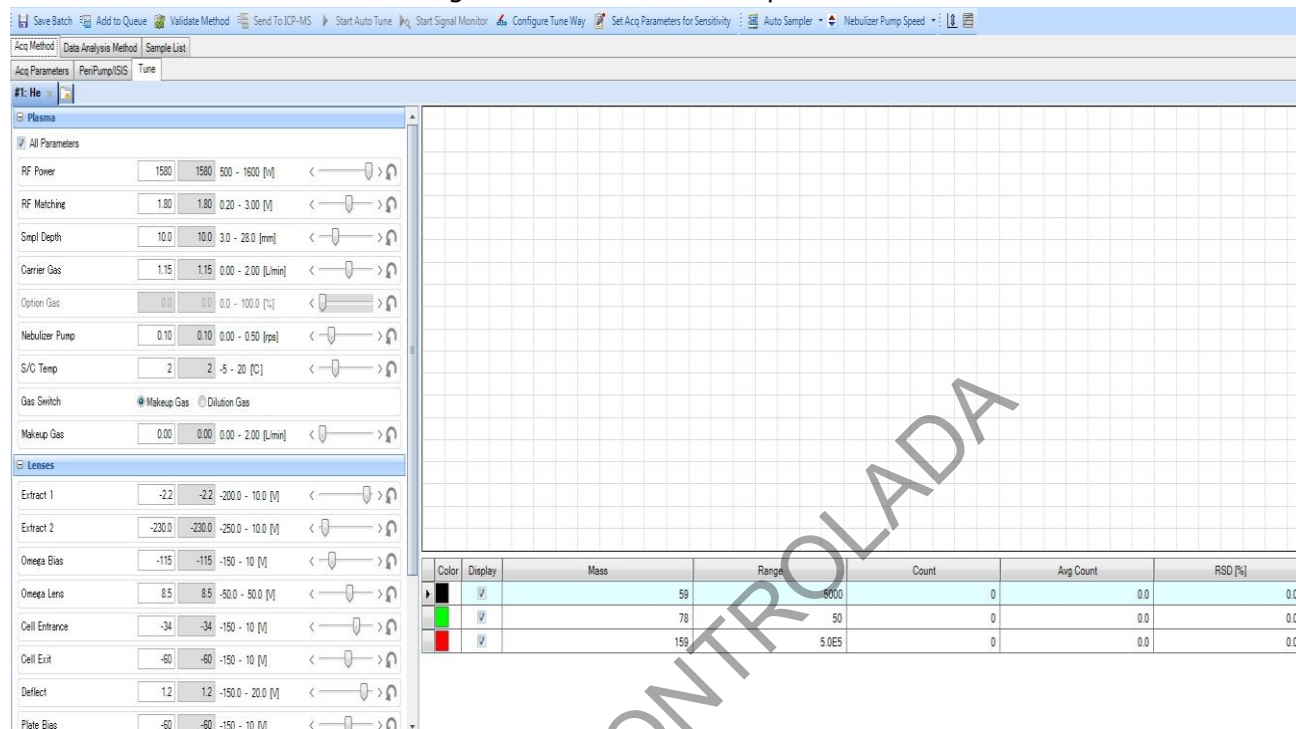 Save Batch Add to Queue Validate Method Send To ICP-MS Start Auto Tune Start Signal Monitor Configure Tune Way Set Acq Parameters for Sensitivity Auto Sampler Nebulizer Pump Speed
Acq Method Data Analysis Method Sample List
Acq Parameters PeriPump/ISIS Tune
#1: He
Plasma
All Parameters
RF Power 1580 1580 500 - 1600 [W]
RF Matching 1.80 1.80 0.20 - 3.00 [V]
Smpl Depth 10.0 10.0 3.0 - 28.0 [mm]
Carrier Gas 1.15 1.15 0.00 - 2.00 [L/min]
Option Gas 0.0 0.0 0.0 - 100.0 [%]
Nebulizer Pump 0.10 0.10 0.00 - 0.50 [rps]
S/C Temp 2 2 -5 - 20 [°C]
Gas Switch Makeup Gas Dilution Gas
Makeup Gas 0.00 0.00 0.00 - 2.00 [L/min]
Lenses
Extract 1 -2.2 -2.2 -200.0 - 10.0 [V]
Extract 2 -230.0 -230.0 -250.0 - 10.0 [V]
Omega Bias -115 -115 -150 - 10 [V]
Omega Lens 8.5 8.5 -50.0 - 50.0 [V]
Cell Entrance -34 -34 -150 - 10 [V]
Cell Exit -60 -60 -150 - 10 [V]
Deflect 1.2 1.2 -150.0 - 20.0 [V]
Plate Bias -60 -60 -150 - 10 [V]
Color Display Mass Range Count Avg Count RSD [%]
59 5000 0 0.0 0.0
78 50 0 0.0 0.0
159 5.0E5 0 0.0 0.0
ONTROLADA